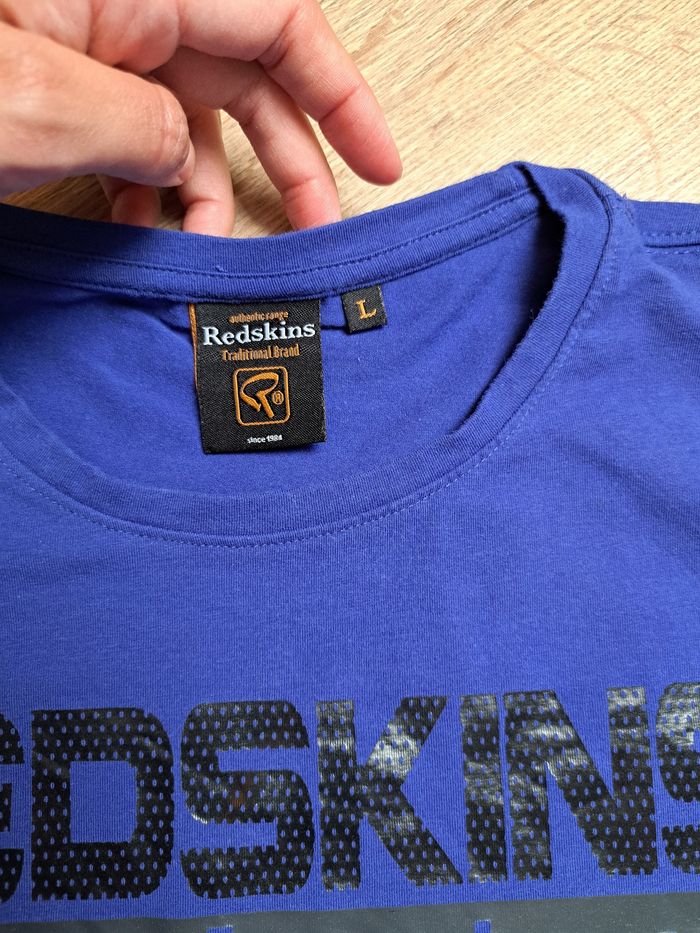 authentic range
Redskins
Traditional Brand
R®
since 1984
L
EDSKINS